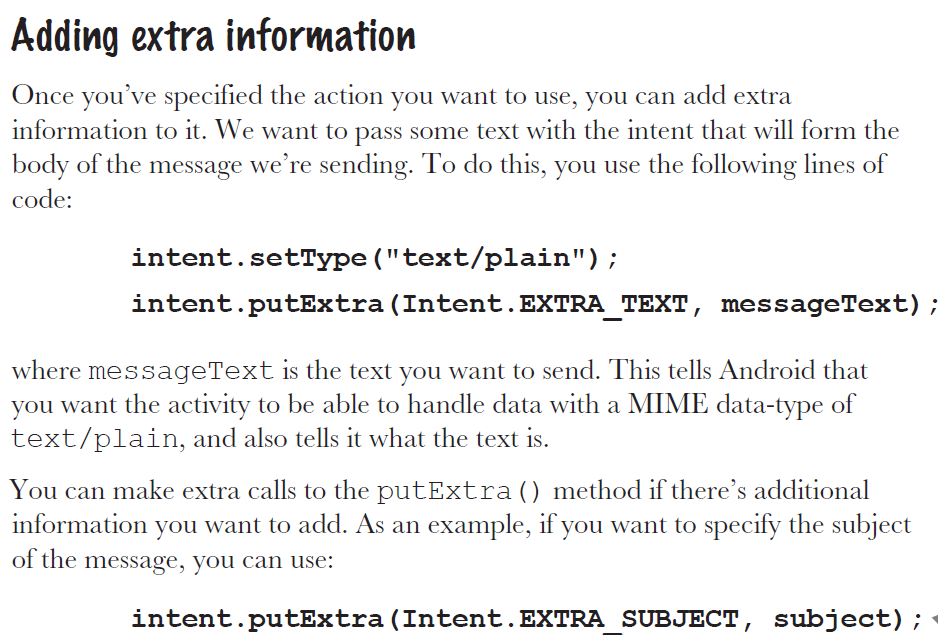 Adding extra information
Once you’ve specified the action you want to use, you can add extra
information to it. We want to pass some text with the intent that will form the
body of the message we’re sending. To do this, you use the following lines of
code:
intent.setType("text/plain");
intent.putExtra(Intent.EXTRA_TEXT, messageText);
where messageText is the text you want to send. This tells Android that
you want the activity to be able to handle data with a MIME data-type of
text/plain, and also tells it what the text is.
You can make extra calls to the putExtra() method if there’s additional
information you want to add. As an example, if you want to specify the subject
of the message, you can use:
intent.putExtra(Intent.EXTRA_SUBJECT, subject);